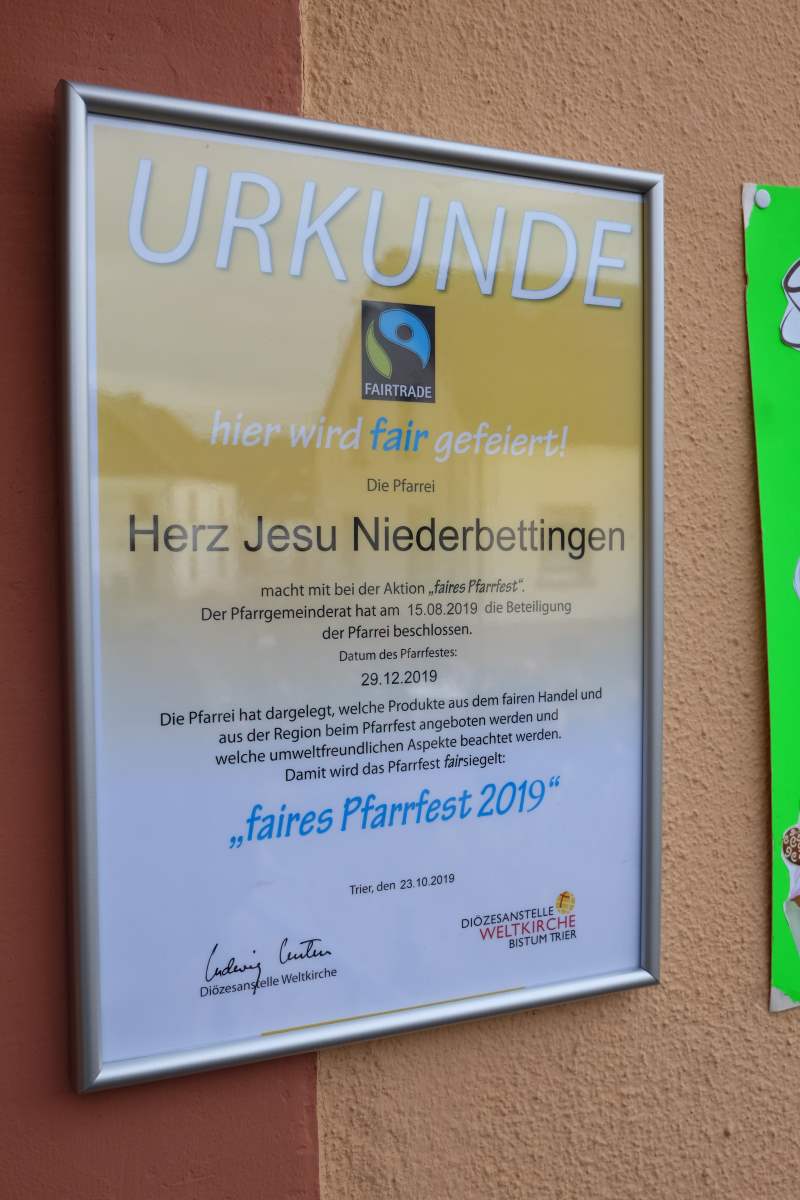 URKUNDE
FAIRTRADE
hier wird fair gefeiert!
Die Pfarrei
Herz Jesu Niederbettingen
macht mit bei der Aktion „faires Pfarrfest“.
Der Pfarrgemeinderat hat am 15.08.2019 die Beteiligung
der Pfarrei beschlossen.
Datum des Pfarrfestes:
29.12.2019
Die Pfarrei hat dargelegt, welche Produkte aus dem fairen Handel und
aus der Region beim Pfarrfest angeboten werden und
welche umweltfreundlichen Aspekte beachtet werden.
Damit wird das Pfarrfest fairsiegelt:
„faires Pfarrfest 2019“
Trier, den 23.10.2019
Ludwig
Diözesanstelle Weltkirche
DIÖZESANSTELLE
WELTKIRCHE
BISTUM TRIER